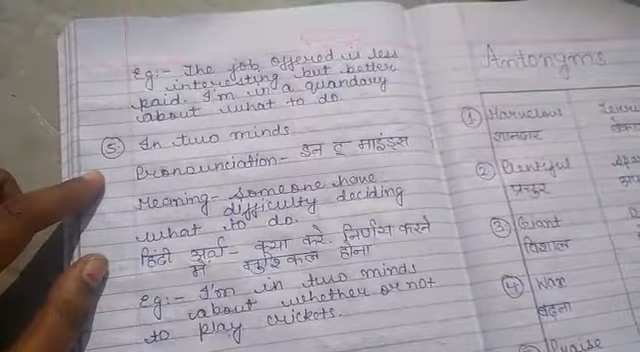 Eg:- The job offered is less
interesting but better
paid. I'm in a quandary
about what to do.
5. In two minds
Pronounciation- इन टू माइंड्स
Meaning- Someone have
difficulty deciding
what to do.
हिंदी अर्थ- क्या करे. निर्णय करने
में मुश्किल होना
Eg:- I'm in two minds
about whether or not
to play crickets.
Antonyms
1 Marvelous
शानदार
2 Plentiful
प्रचुर
3 Giant
विशाल
4 Wax
बढ़ना
Praise